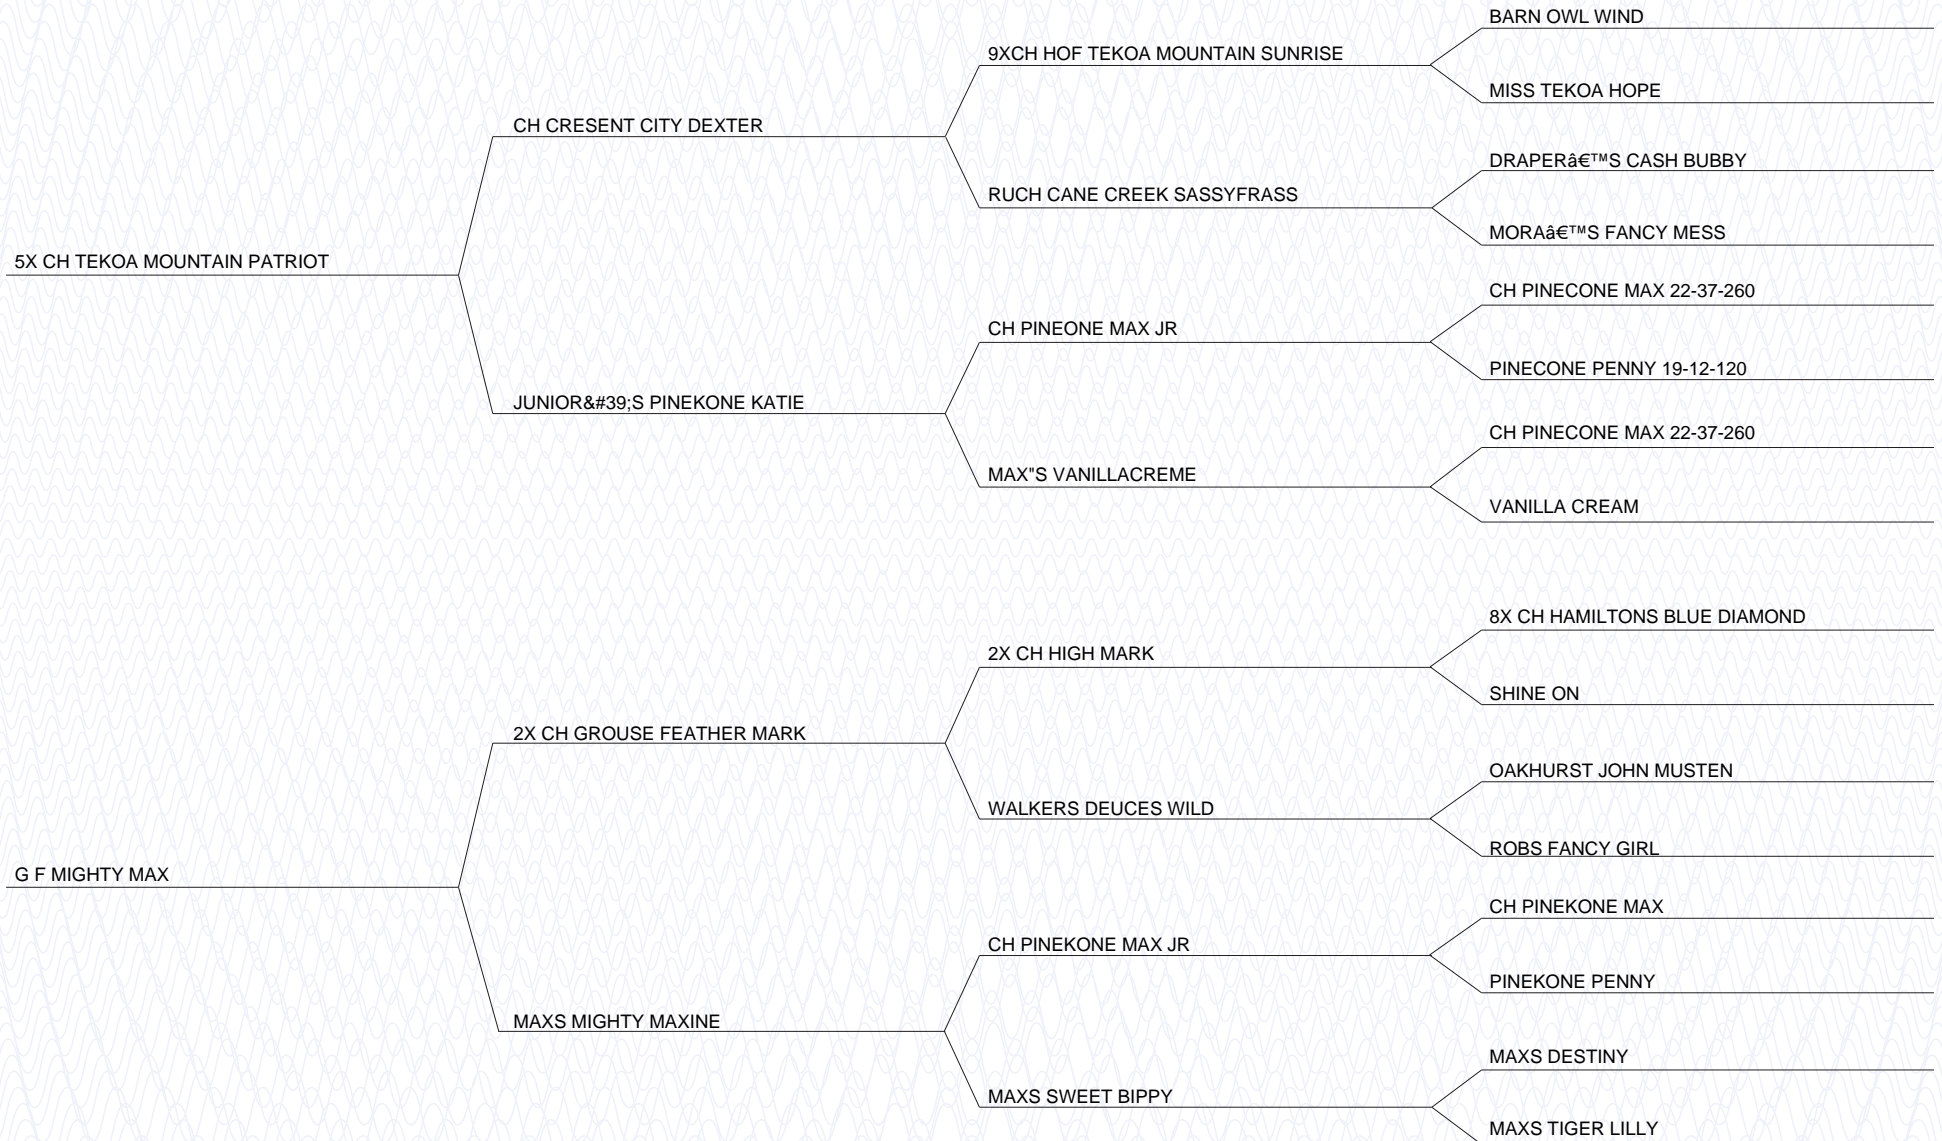 BARN OWL WIND
9XCH HOF TEKOA MOUNTAIN SUNRISE
MISS TEKOA HOPE
CH CRESENT CITY DEXTER
DRAPERâ€™S CASH BUBBY
RUCH CANE CREEK SASSYFRASS
MORAâ€™S FANCY MESS
5X CH TEKOA MOUNTAIN PATRIOT
CH PINECONE MAX 22-37-260
CH PINEONE MAX JR
PINECONE PENNY 19-12-120
JUNIOR&#39;S PINEKONE KATIE
CH PINECONE MAX 22-37-260
MAX"S VANILLACREME
VANILLA CREAM
8X CH HAMILTONS BLUE DIAMOND
2X CH HIGH MARK
SHINE ON
2X CH GROUSE FEATHER MARK
OAKHURST JOHN MUSTEN
WALKERS DEUCES WILD
ROBS FANCY GIRL
G F MIGHTY MAX
CH PINEKONE MAX
CH PINEKONE MAX JR
PINEKONE PENNY
MAXS MIGHTY MAXINE
MAXS DESTINY
MAXS SWEET BIPPY
MAXS TIGER LILLY